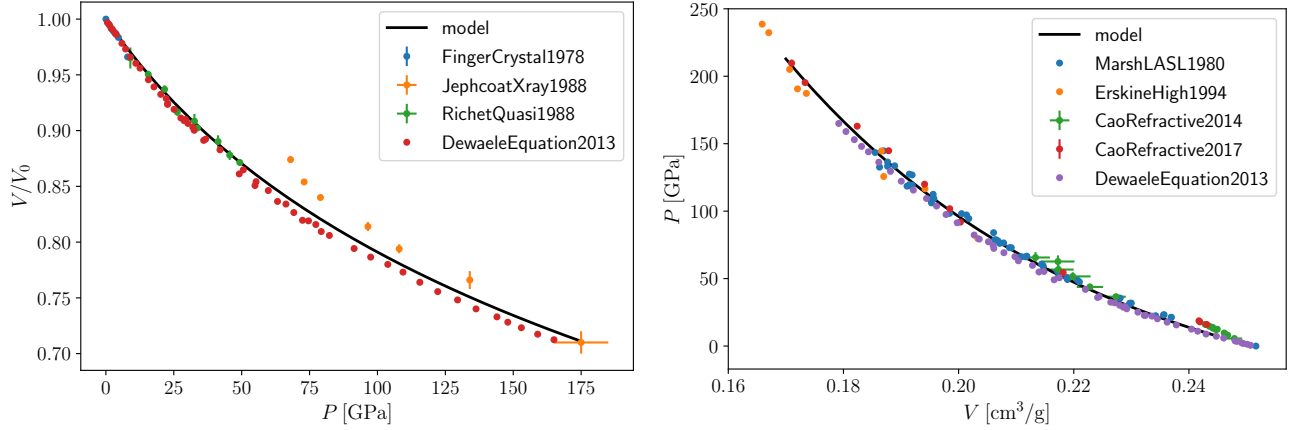 model
FingerCrystal1978
JephcoatXray1988
RichetQuasi1988
DewaeleEquation2013
1.00
0.95
0.90
0.85
0.80
0.75
0.70
V/V₀
0 25 50 75 100 125 150 175
P [GPa]
model
MarshLASL1980
ErskineHigh1994
CaoRefractive2014
CaoRefractive2017
DewaeleEquation2013
250
200
150
100
50
0
P [GPa]
0.16 0.18 0.20 0.22 0.24
V [cm³/g]